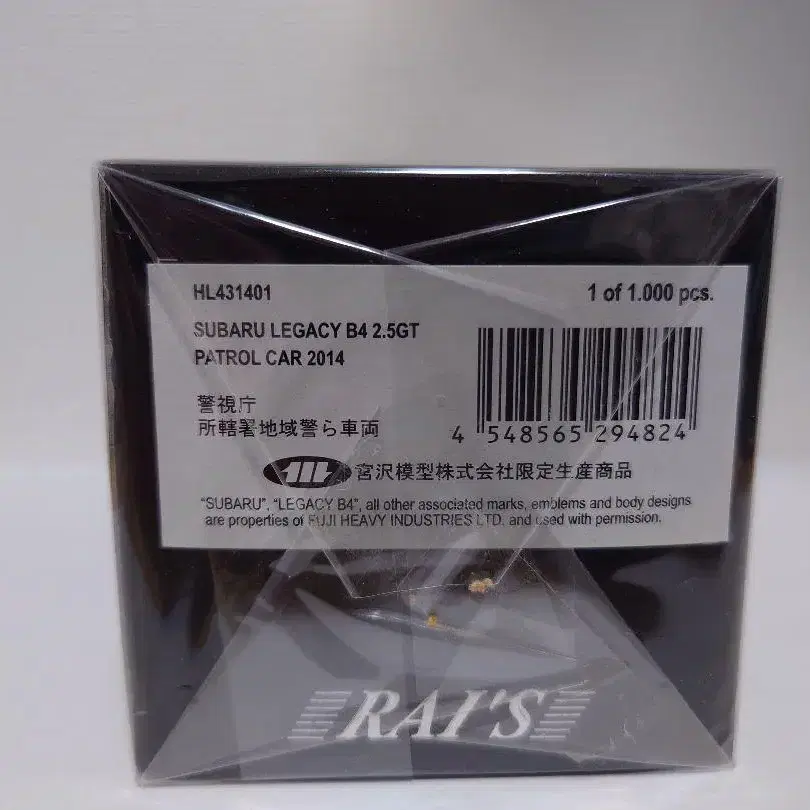 HL431401
1 of 1.000 pcs.
SUBARU LEGACY B4 2.5GT
PATROL CAR 2014
警視庁
所轄署地域警ら車両
4 548565 294824
宮沢模型株式会社限定生産商品
“SUBARU”, “LEGACY B4”, all other associated marks, emblems and body designs
are properties of FUJI HEAVY INDUSTRIES LTD. and used with permission.
RAI'S